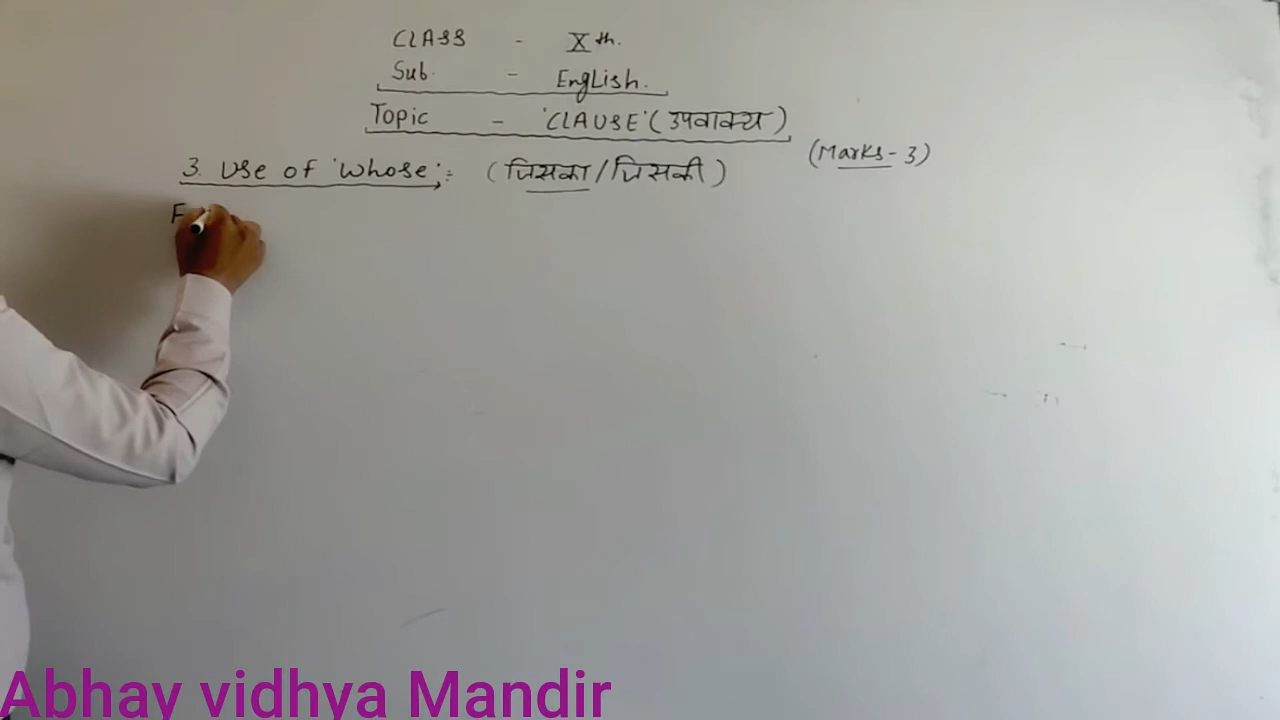 CLASS - Xth.
Sub. - English.
Topic - 'CLAUSE' (उपवाक्य)
(Marks - 3)
3. Use of 'whose' :- (जिसका/जिसकी)
Abhay vidhya Mandir